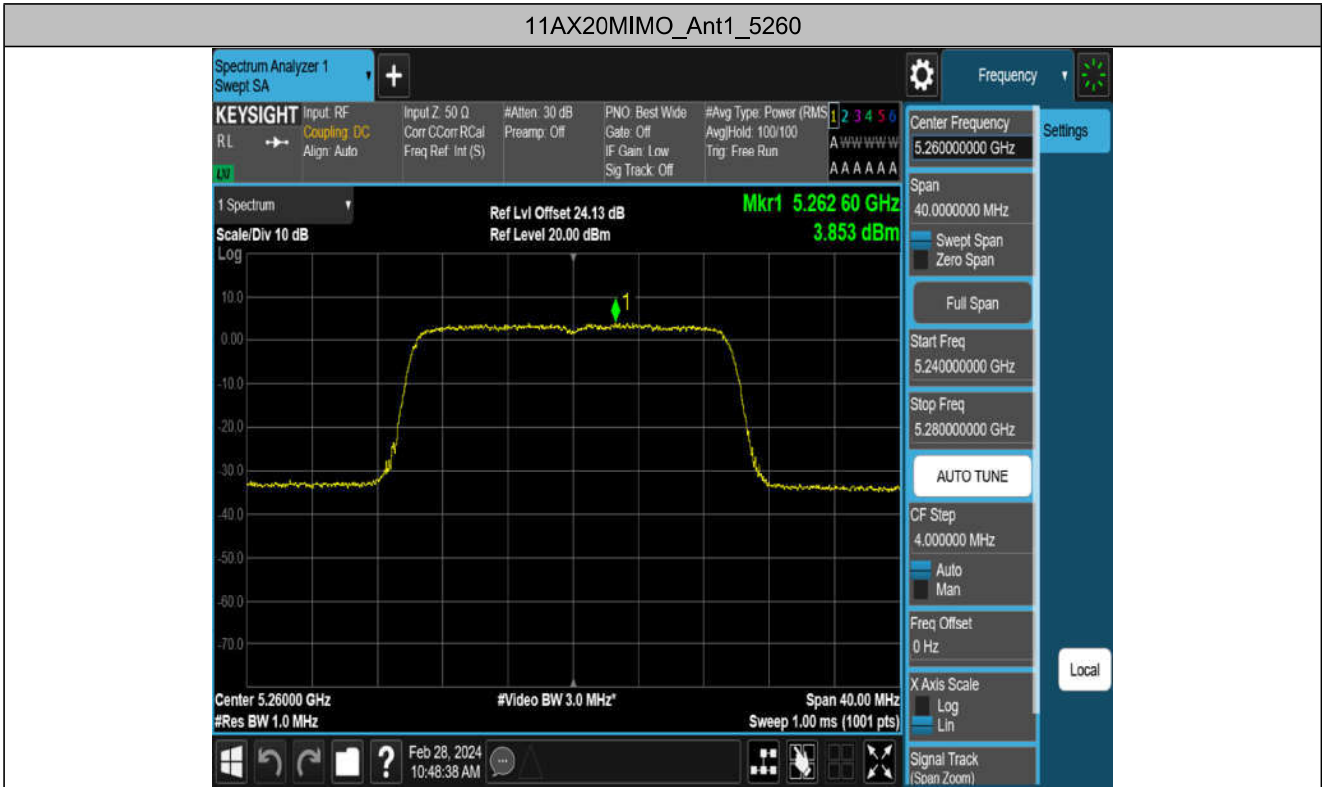 11AX20MIMO_Ant1_5260
Spectrum Analyzer 1
Swept SA
+
Frequency
KEYSIGHT
RL
LXI
Input: RF
Coupling: DC
Align: Auto
Input Z: 50 Ω
Corr CCorr RCal
Freq Ref: Int (S)
#Atten: 30 dB
Preamp: Off
PNO: Best Wide
Gate: Off
IF Gain: Low
Sig Track: Off
#Avg Type: Power (RMS
Avg|Hold: 100/100
Trig: Free Run
1 2 3 4 5 6
A W W W W W
A A A A A A
Center Frequency
5.260000000 GHz
Settings
1 Spectrum
Scale/Div 10 dB
Log
Ref Lvl Offset 24.13 dB
Ref Level 20.00 dBm
Mkr1 5.262 60 GHz
3.853 dBm
Span
40.0000000 MHz
Swept Span
Zero Span
Full Span
Start Freq
5.240000000 GHz
Stop Freq
5.280000000 GHz
AUTO TUNE
CF Step
4.000000 MHz
Auto
Man
Freq Offset
0 Hz
X Axis Scale
Log
Lin
Signal Track
(Span Zoom)
Local
1
10.0
0.00
-10.0
-20.0
-30.0
-40.0
-50.0
-60.0
-70.0
Center 5.26000 GHz
#Res BW 1.0 MHz
#Video BW 3.0 MHz*
Span 40.00 MHz
Sweep 1.00 ms (1001 pts)
?
Feb 28, 2024
10:48:38 AM